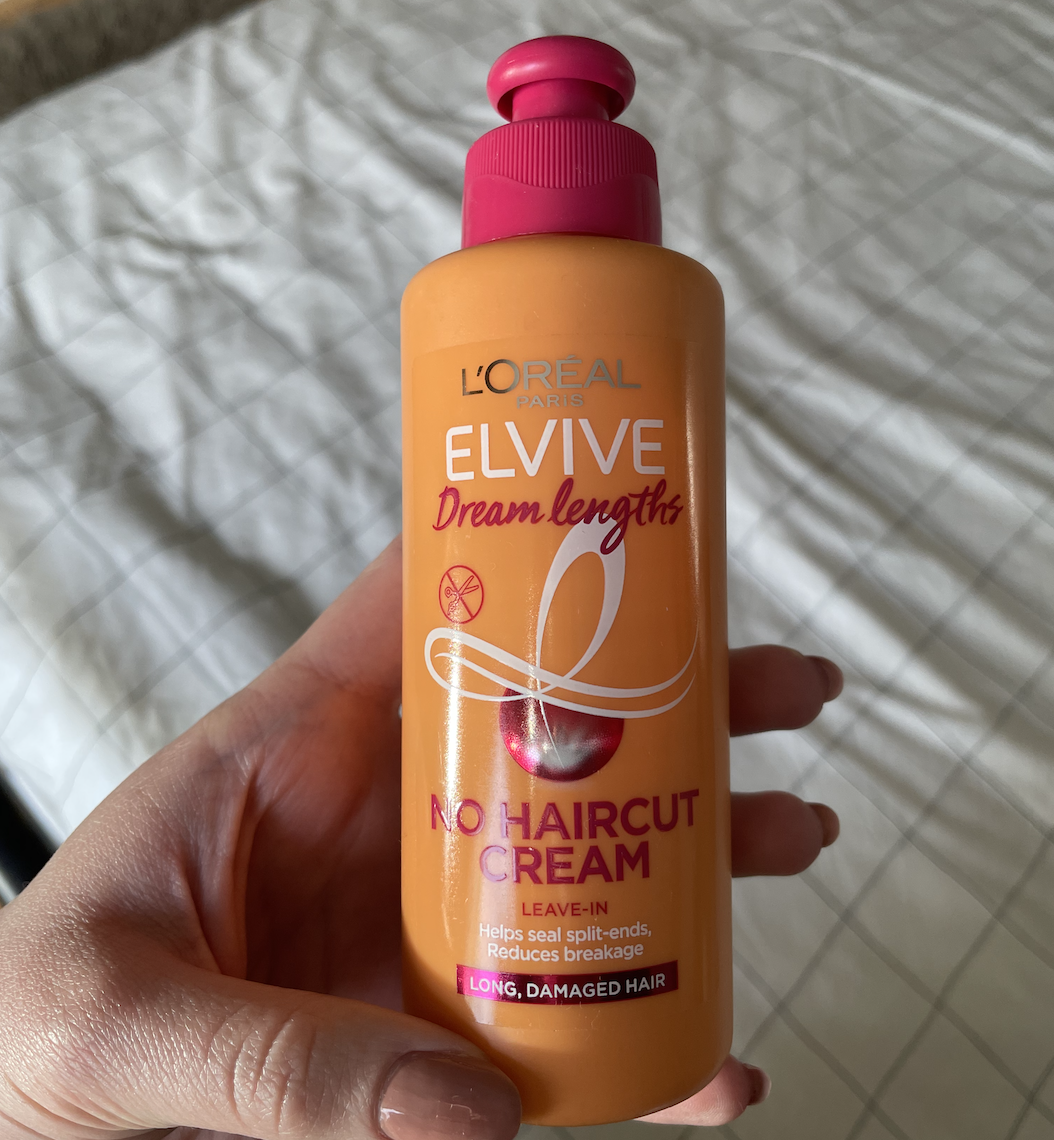 L'ORÉAL
PARIS
ELVIVE
Dream lengths
NO HAIRCUT
CREAM
LEAVE-IN
Helps seal split-ends,
Reduces breakage
LONG, DAMAGED HAIR